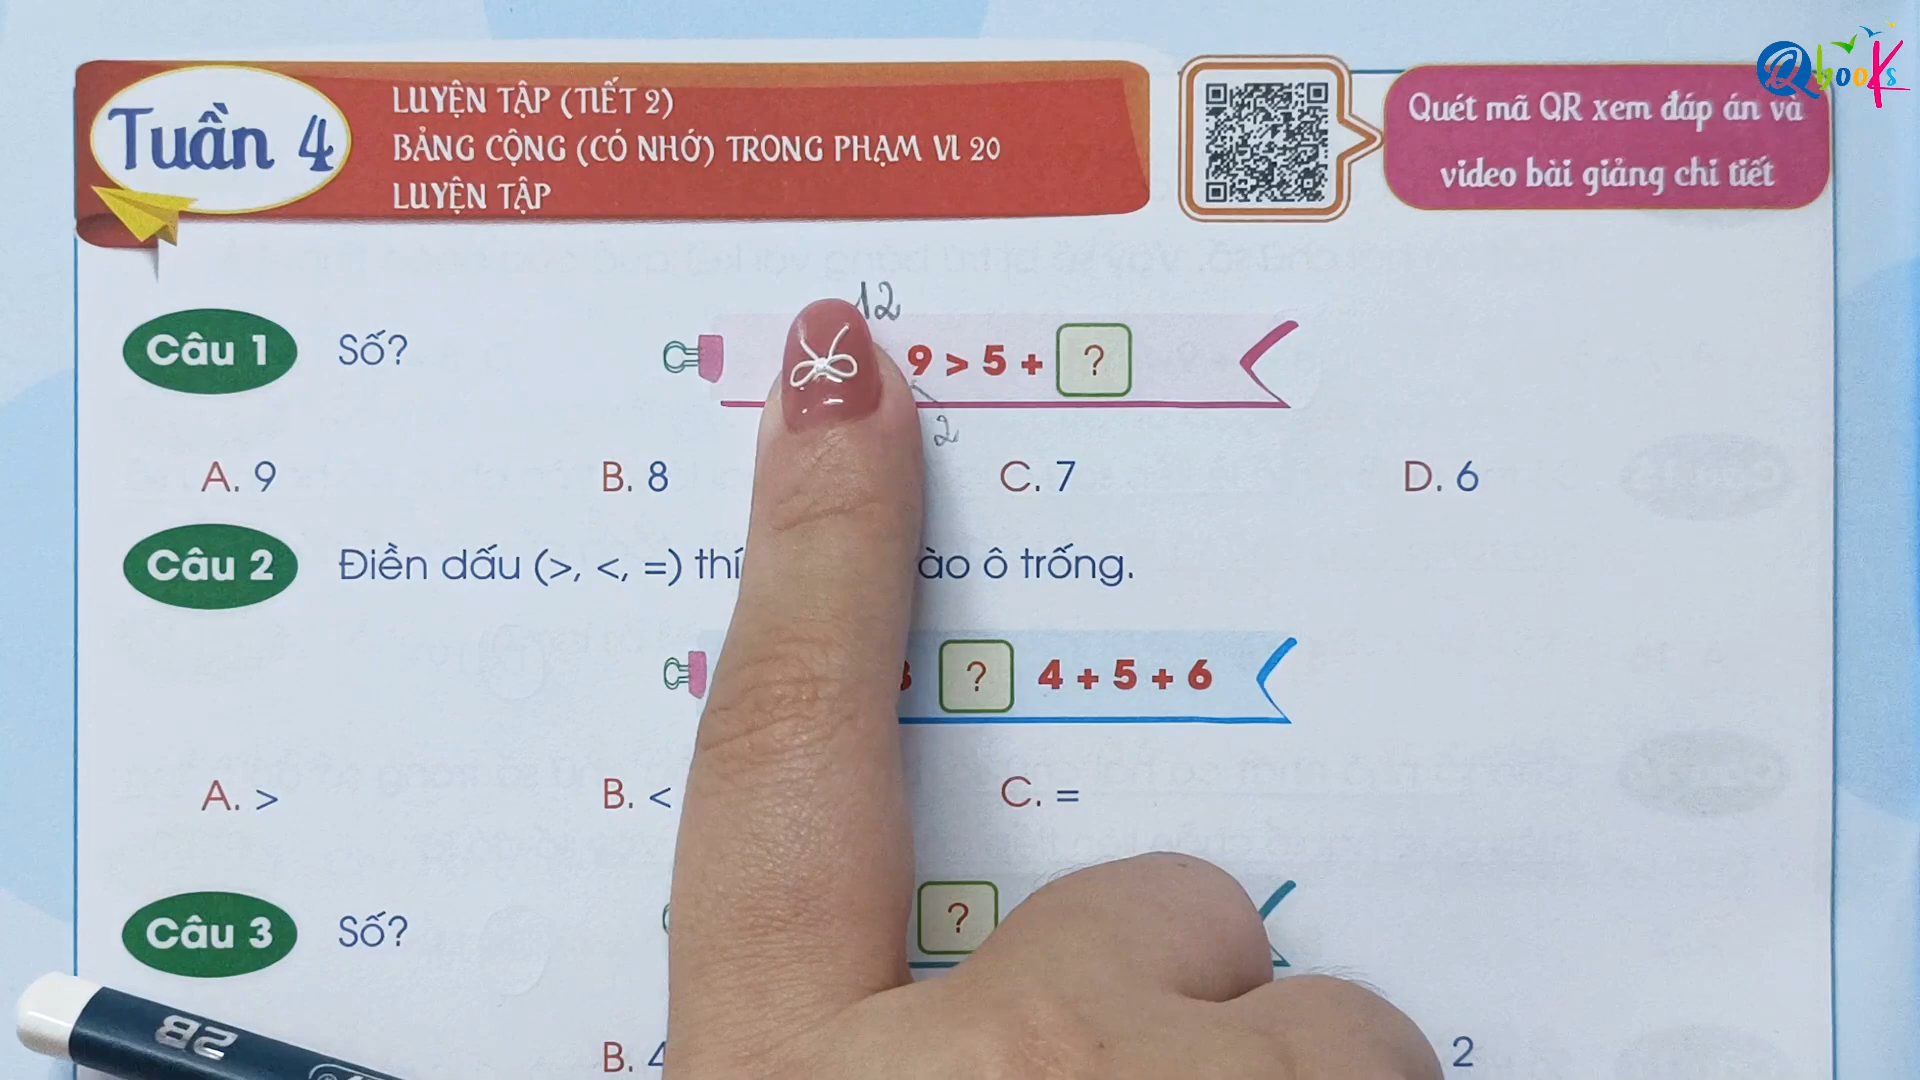 Qbooks
Tuần 4
LUYỆN TẬP (TIẾT 2)
BẢNG CỘNG (CÓ NHỚ) TRONG PHẠM VI 20
LUYỆN TẬP
Quét mã QR xem đáp án và
video bài giảng chi tiết
12
Câu 1 Số? 9 > 5 + ?
2
A. 9 B. 8 C. 7 D. 6
Câu 2 Điền dấu (>, <, =) ào ô trống.
? 4 + 5 + 6
A. > B. < C. =
Câu 3 Số? ?
B. 2
2B